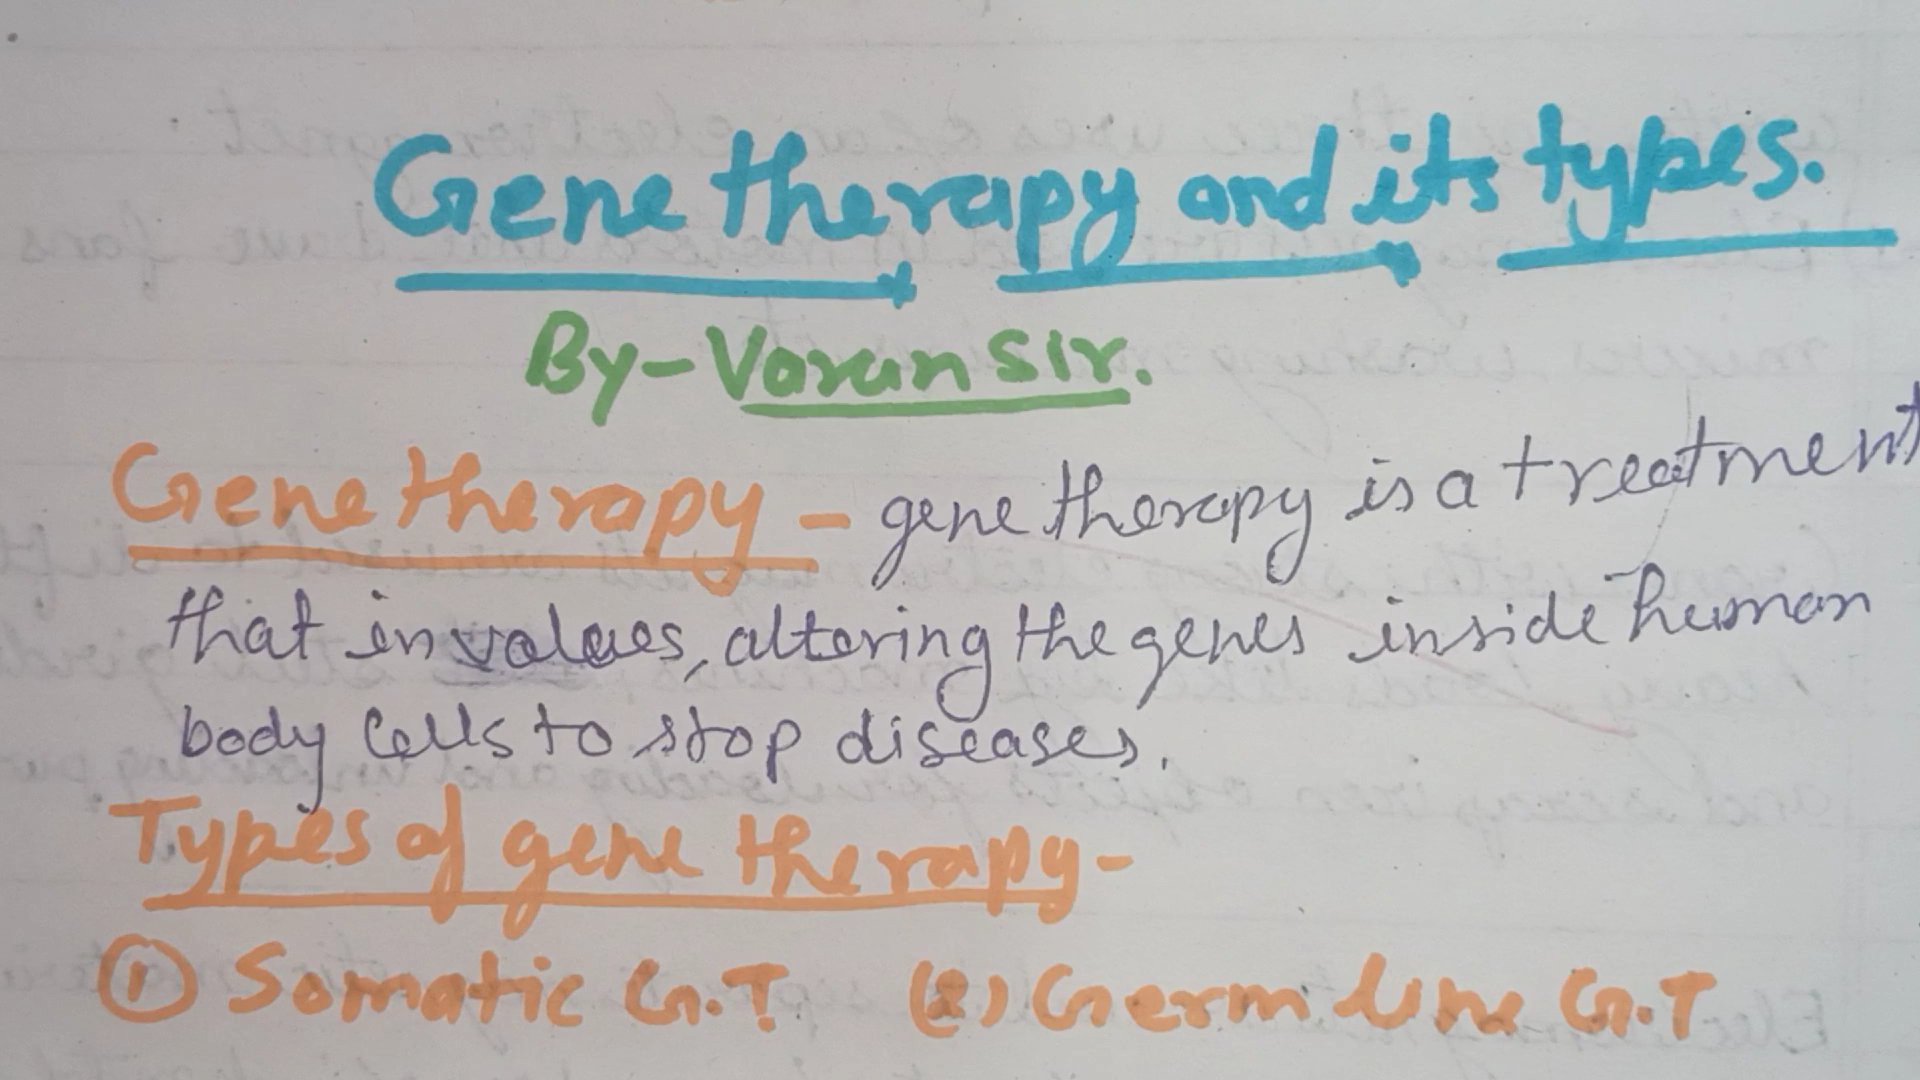 Gene therapy and its types.
By-Varun sir.
Gene therapy - gene therapy is a treatment
that involves, altering the genes inside human
body cells to stop diseases.
Types of gene therapy-
① Somatic G.T. (2) Germ line G.T